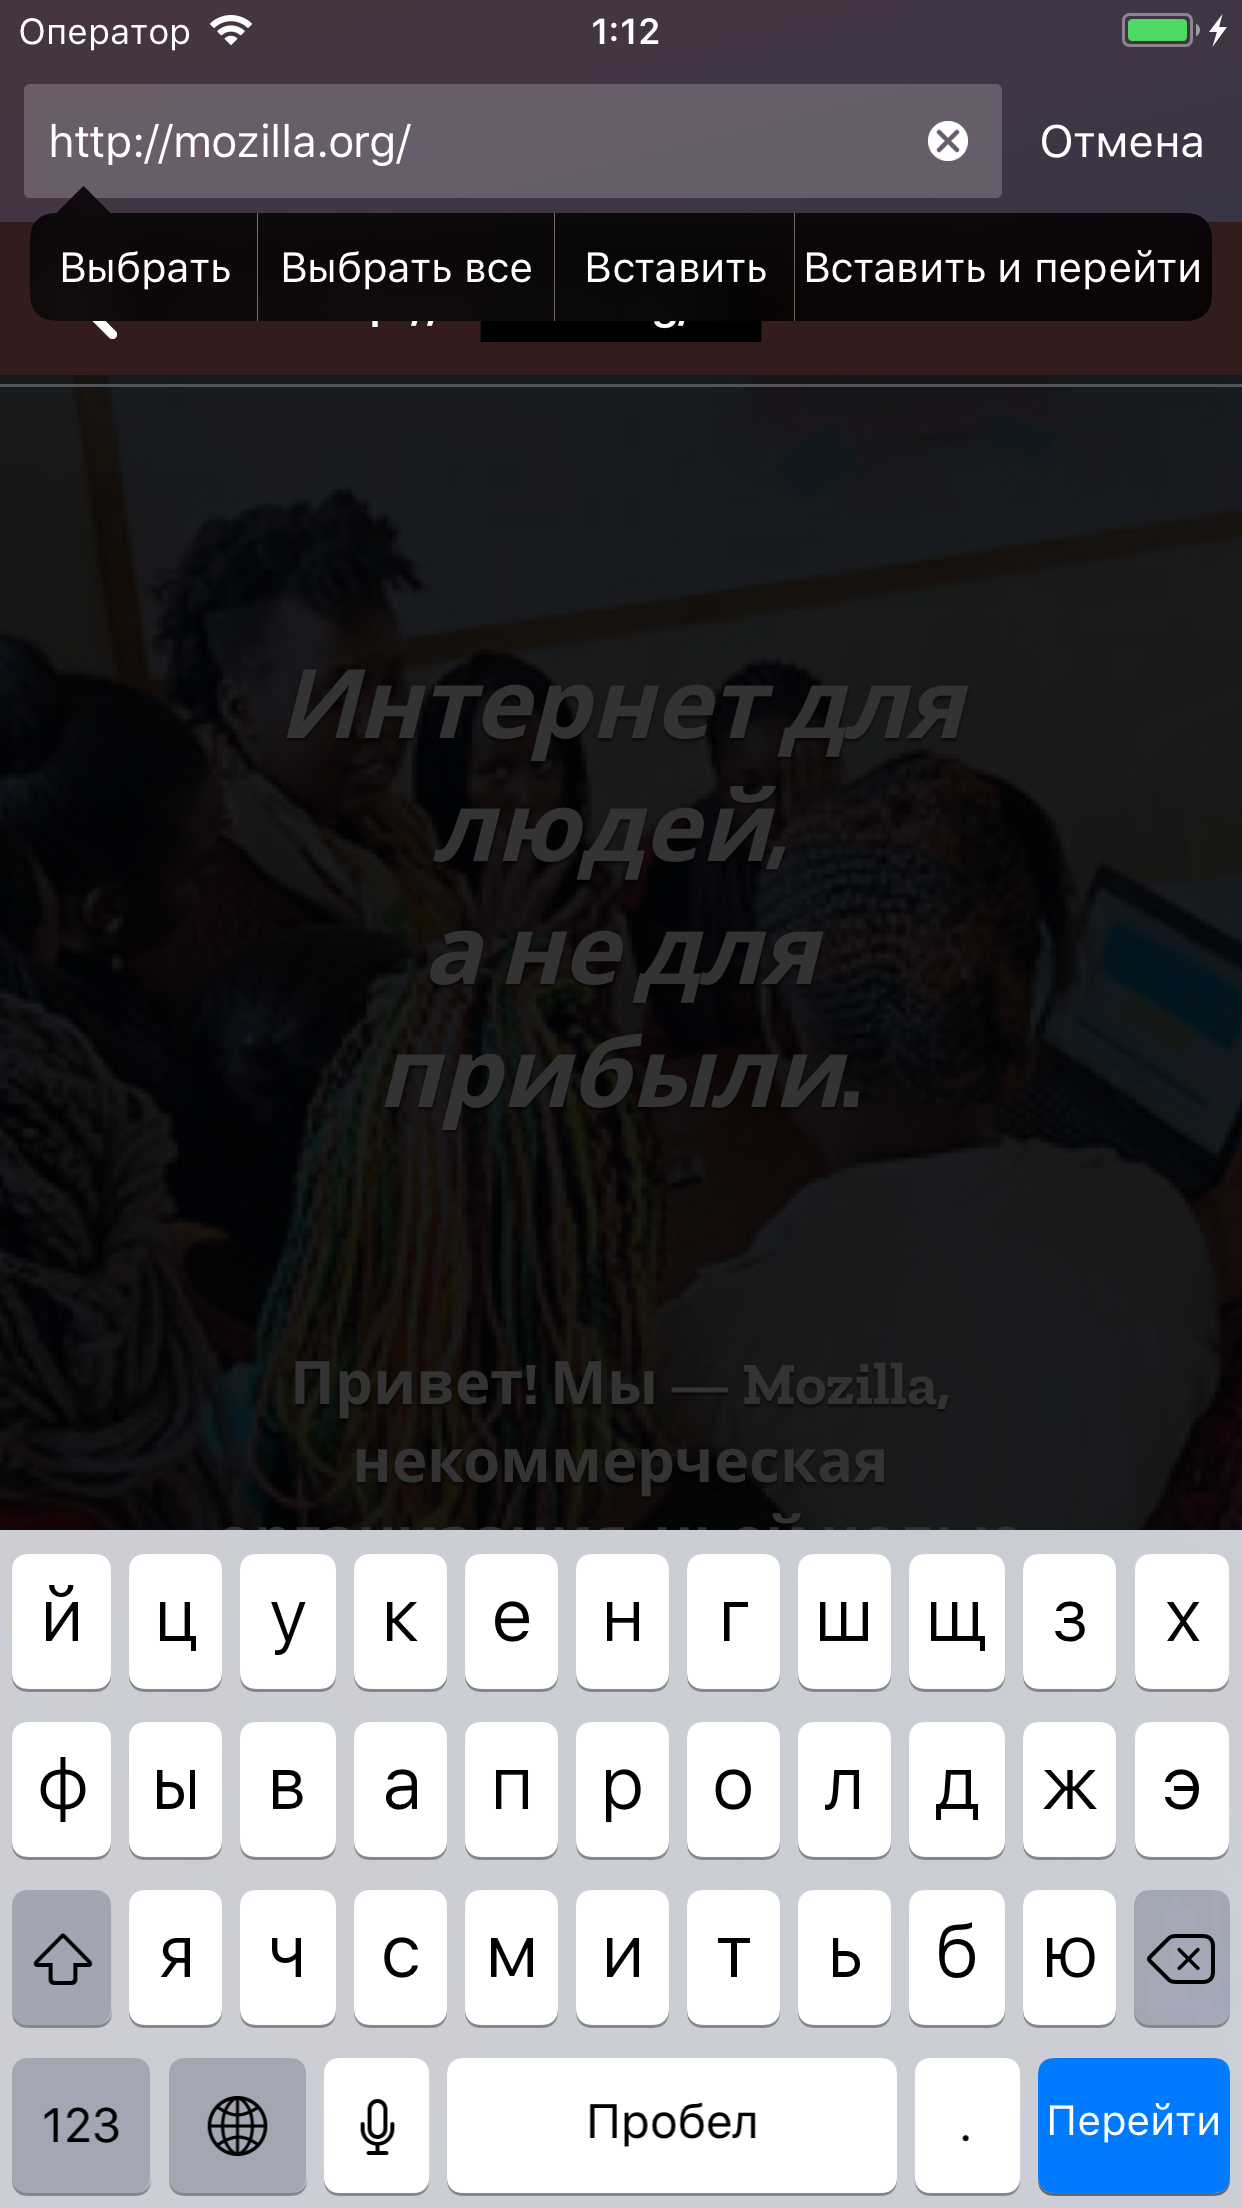 Оператор 1:12
http://mozilla.org/ Отмена
Выбрать Выбрать все Вставить Вставить и перейти
Интернет для
людей,
а не для
прибыли.
Привет! Мы — Mozilla,
некоммерческая
й ц у к е н г ш щ з х
ф ы в а п р о л д ж э
я ч с м и т ь б ю
123 Пробел . Перейти